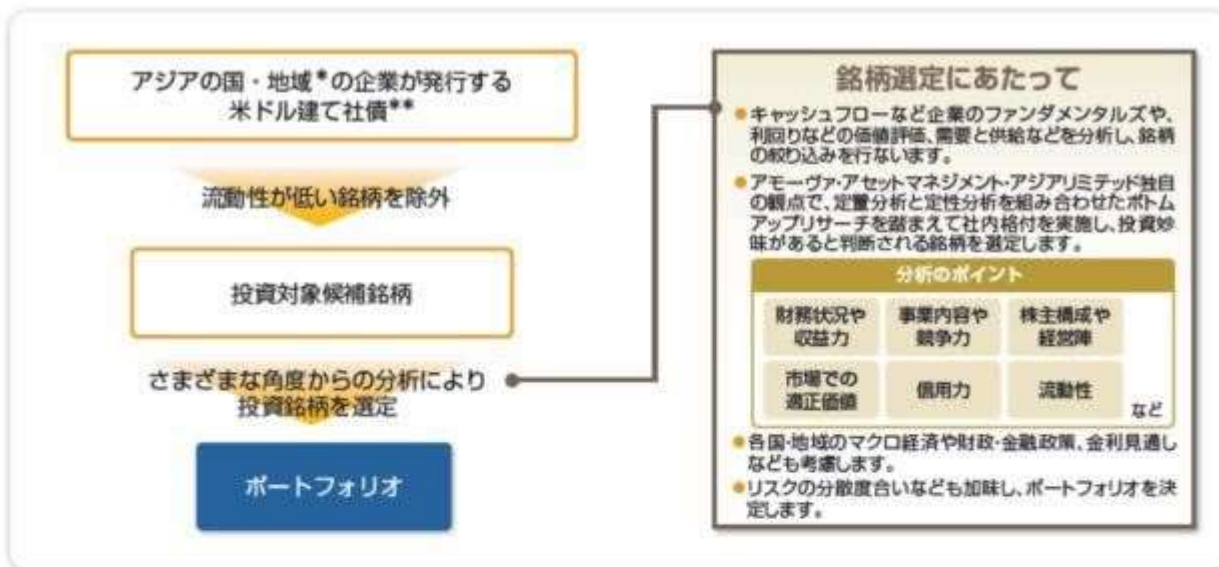 アジアの国・地域*の企業が発行する
米ドル建て社債**
流動性が低い銘柄を除外
投資対象候補銘柄
さまざまな角度からの分析により
投資銘柄を選定
ポートフォリオ
銘柄選定にあたって
●キャッシュフローなど企業のファンダメンタルズや、
利回りなどの価値評価、需要と供給などを分析し、銘柄
の絞り込みを行ないます。
●アモーヴァ・アセットマネジメント・アジアリミテッド独自
の観点で、定量分析と定性分析を組み合わせたボトム
アップリサーチを踏まえて社内格付を実施し、投資妙
味があると判断される銘柄を選定します。
分析のポイント
財務状況や
収益力
事業内容や
競争力
株主構成や
経営陣
市場での
適正価値
信用力
流動性
など
●各国・地域のマクロ経済や財政・金融政策、金利見通し
なども考慮します。
●リスクの分散度合いなども加味し、ポートフォリオを決
定します。